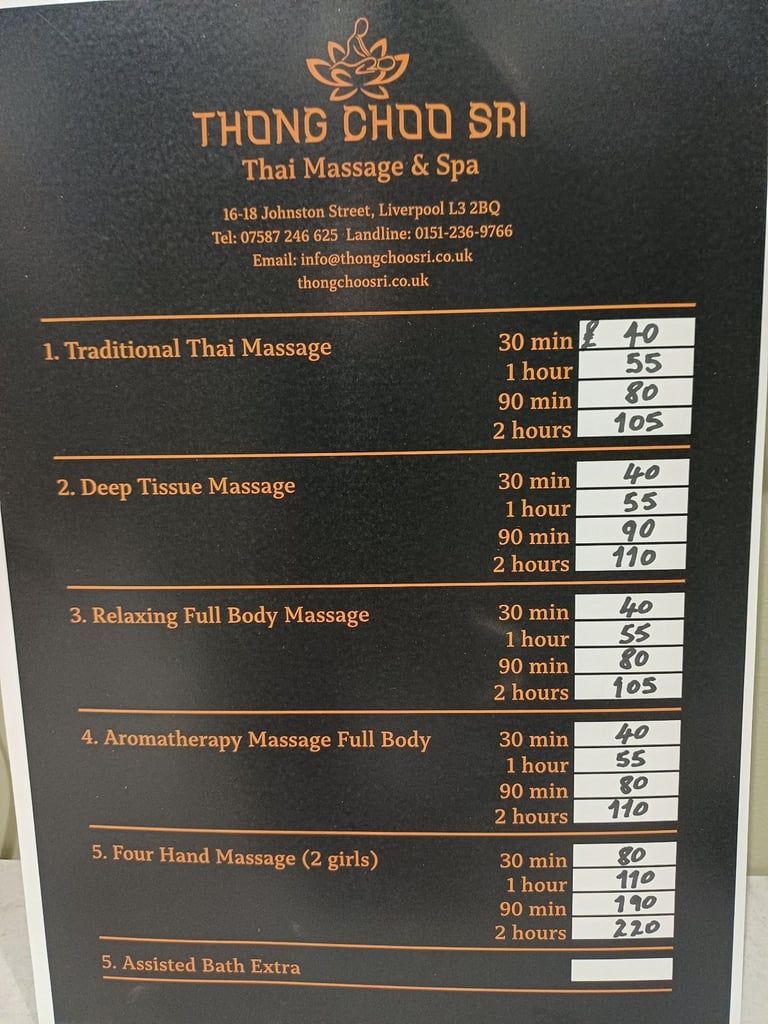 THONG CHOO SRI
Thai Massage & Spa
16-18 Johnston Street, Liverpool L3 2BQ
Tel: 07587 246 625 Landline: 0151-236-9766
Email: info@thongchoosri.co.uk
thongchoosri.co.uk
1. Traditional Thai Massage 30 min £ 40
1 hour 55
90 min 80
2 hours 105
2. Deep Tissue Massage 30 min 40
1 hour 55
90 min 90
2 hours 110
3. Relaxing Full Body Massage 30 min 40
1 hour 55
90 min 80
2 hours 105
4. Aromatherapy Massage Full Body 30 min 40
1 hour 55
90 min 80
2 hours 110
5. Four Hand Massage (2 girls) 30 min 80
1 hour 110
90 min 190
2 hours 220
5. Assisted Bath Extra